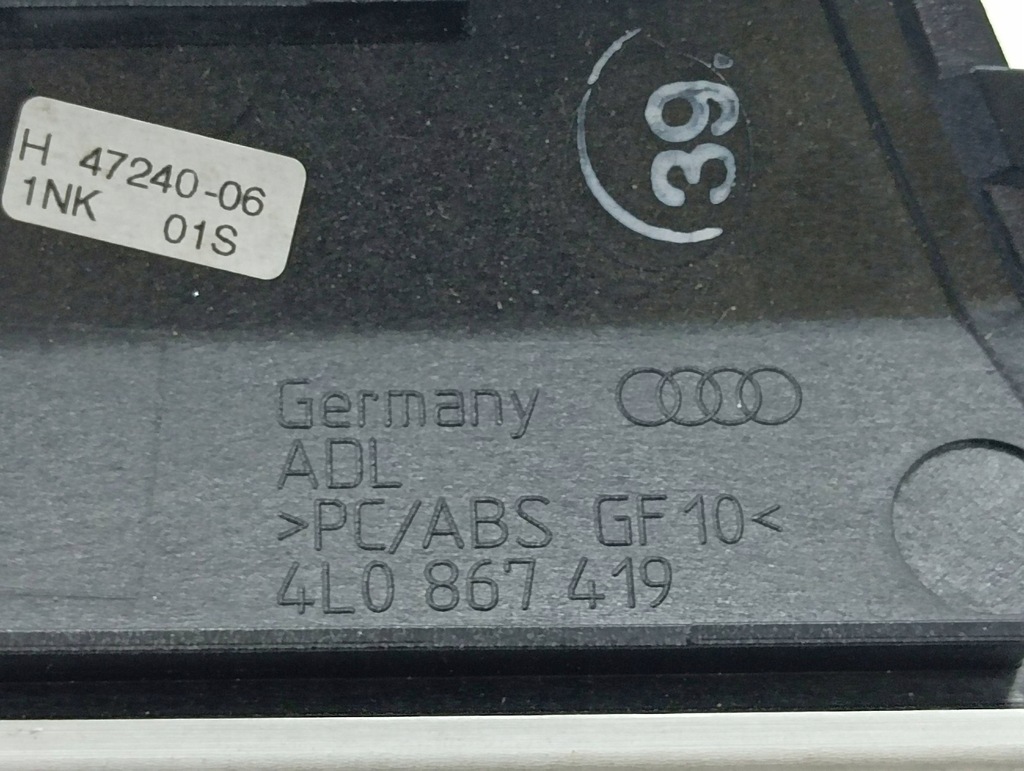 H 47240-06
1NK 01S
39.
Germany
ADL
>PC/ABS GF10<
4L0 867 419